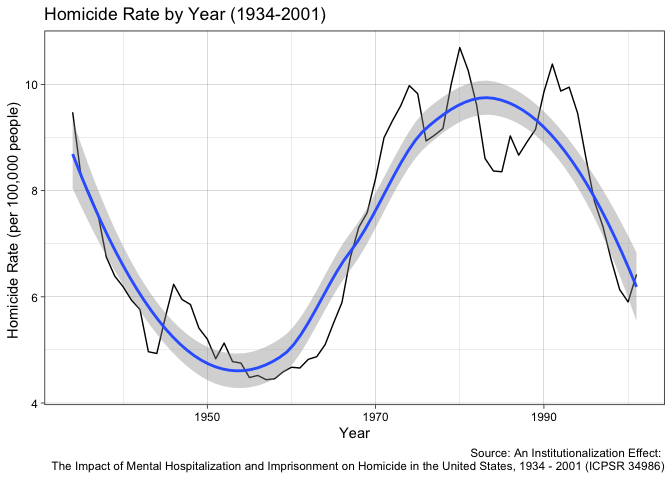 Homicide Rate by Year (1934-2001)
Homicide Rate (per 100,000 people)
10
8
6
4
1950
1970
1990
Year
Source: An Institutionalization Effect:
The Impact of Mental Hospitalization and Imprisonment on Homicide in the United States, 1934 - 2001 (ICPSR 34986)